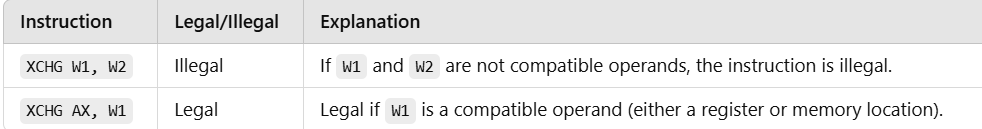 Instruction Legal/Illegal Explanation
XCHG W1, W2 Illegal If W1 and W2 are not compatible operands, the instruction is illegal.
XCHG AX, W1 Legal Legal if W1 is a compatible operand (either a register or memory location).